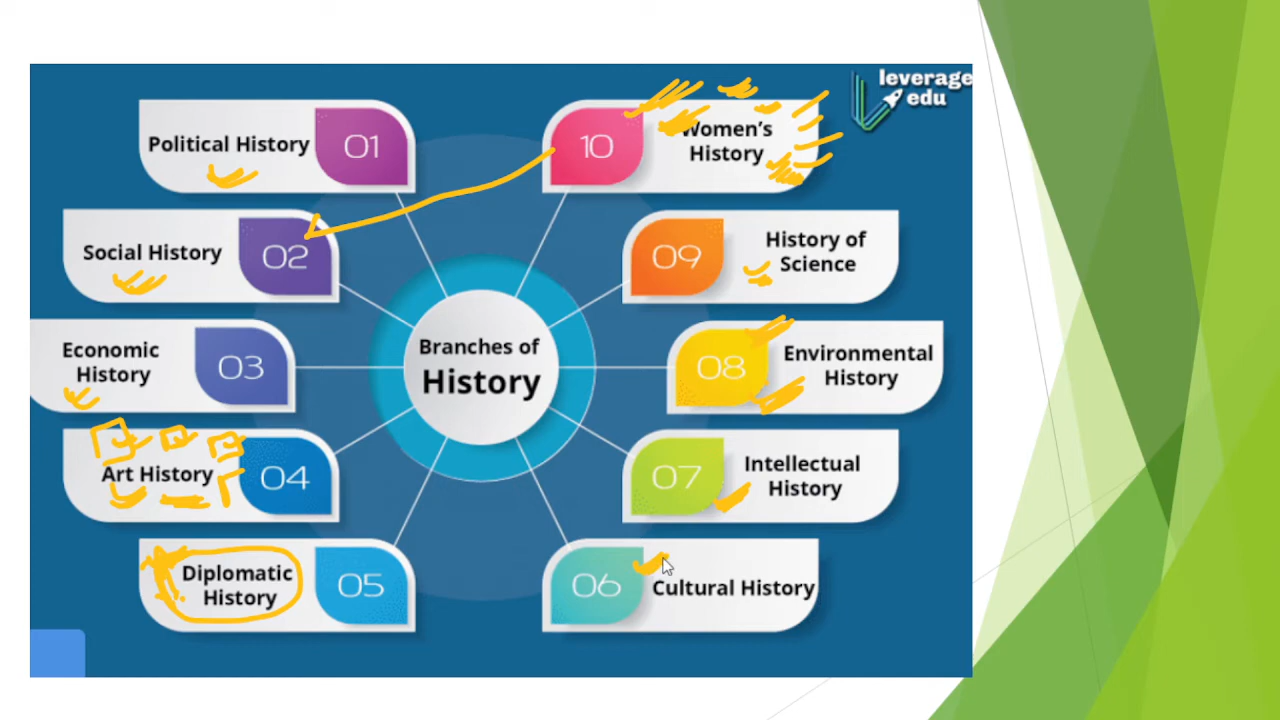 leverage
edu
Political History
01
10
Women's
History
Social History
02
09
History of
Science
Economic
History
03
Branches of
History
08
Environmental
History
Art History
04
07
Intellectual
History
Diplomatic
History
05
06
Cultural History